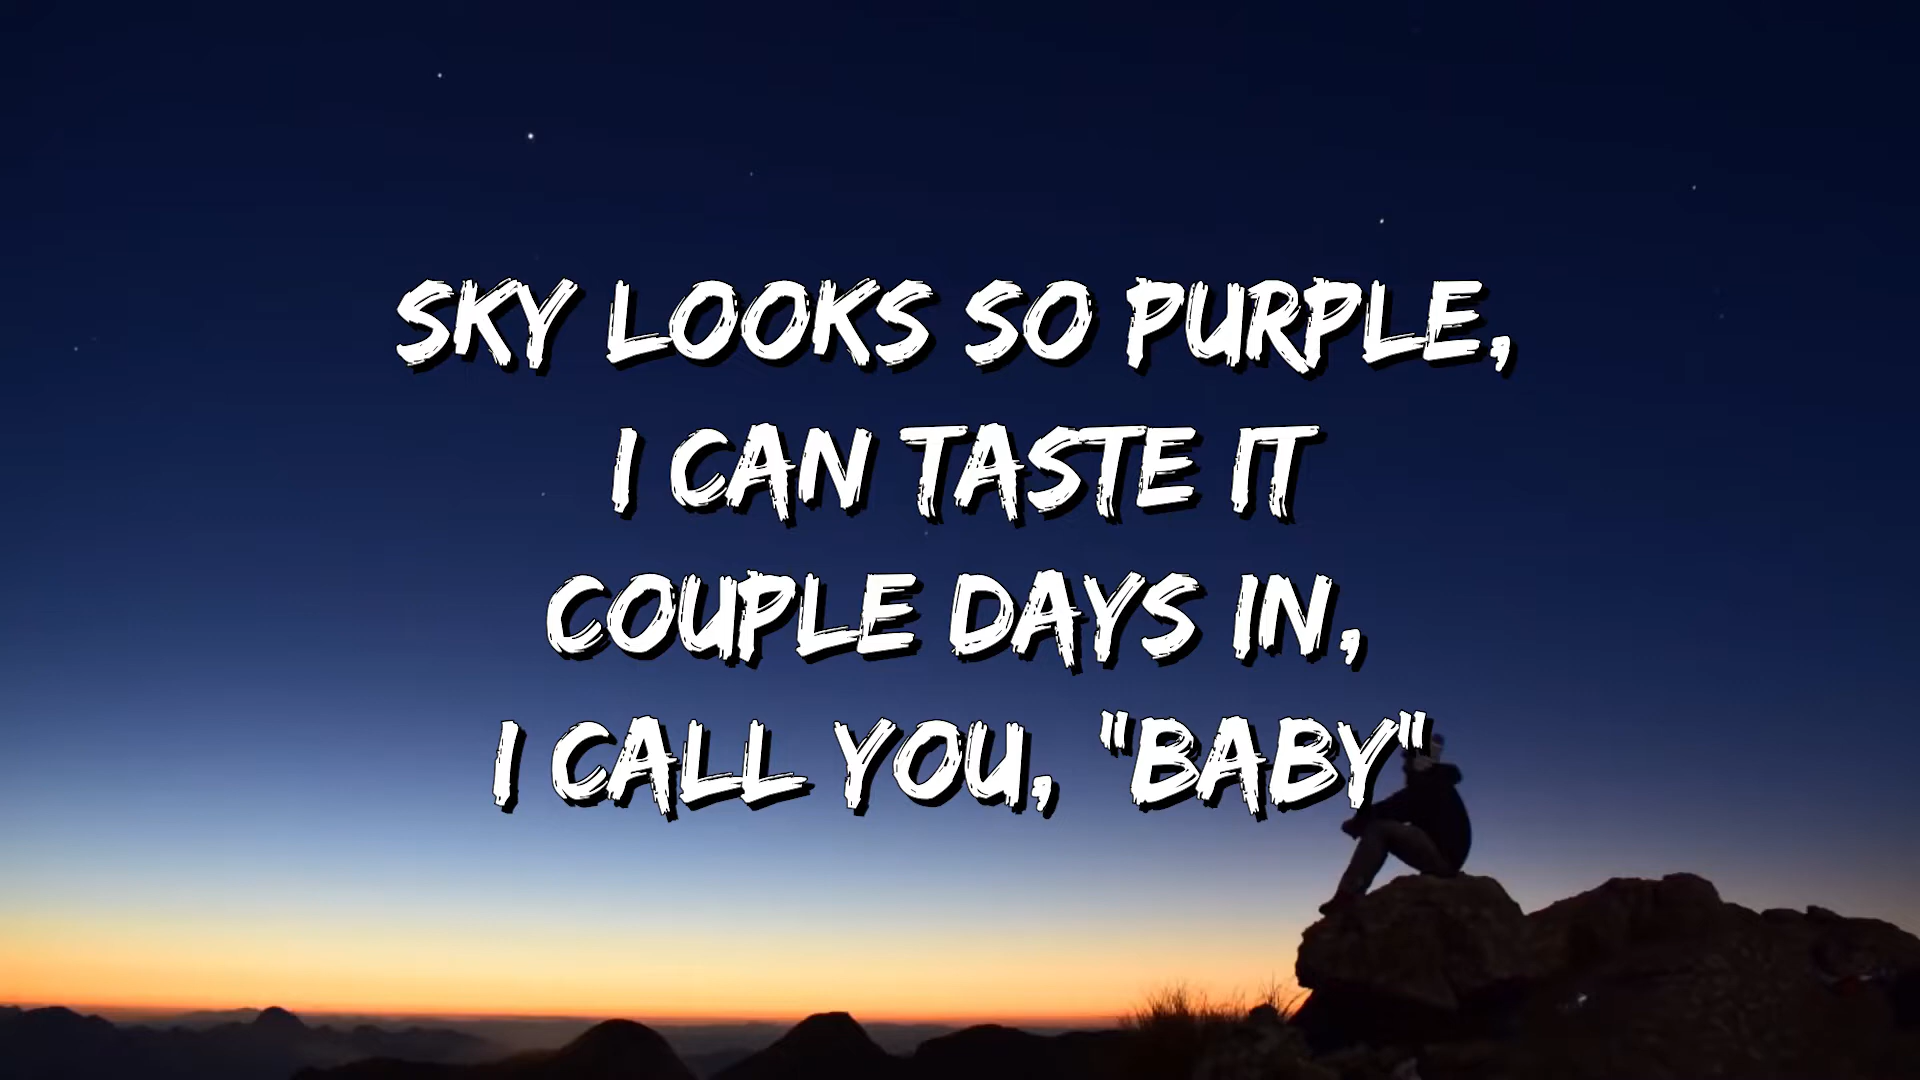 SKY LOOKS SO PURPLE,
I CAN TASTE IT
COUPLE DAYS IN,
I CALL YOU, "BABY"